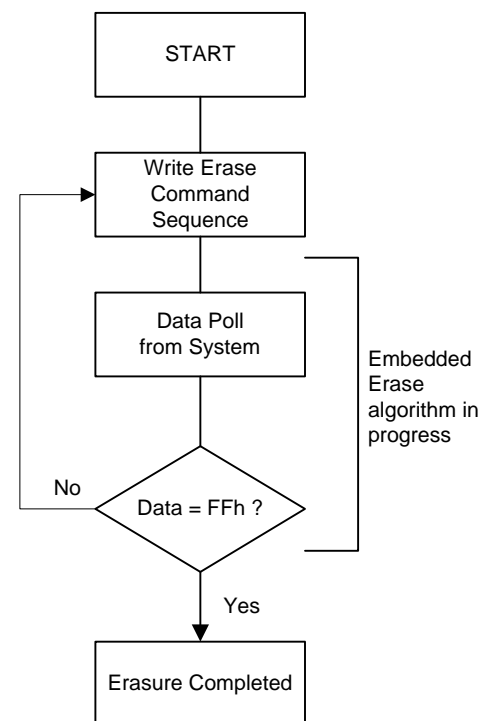 START
Write Erase
Command
Sequence
Data Poll
from System
Embedded
Erase
algorithm in
progress
No
Data = FFh ?
Yes
Erasure Completed